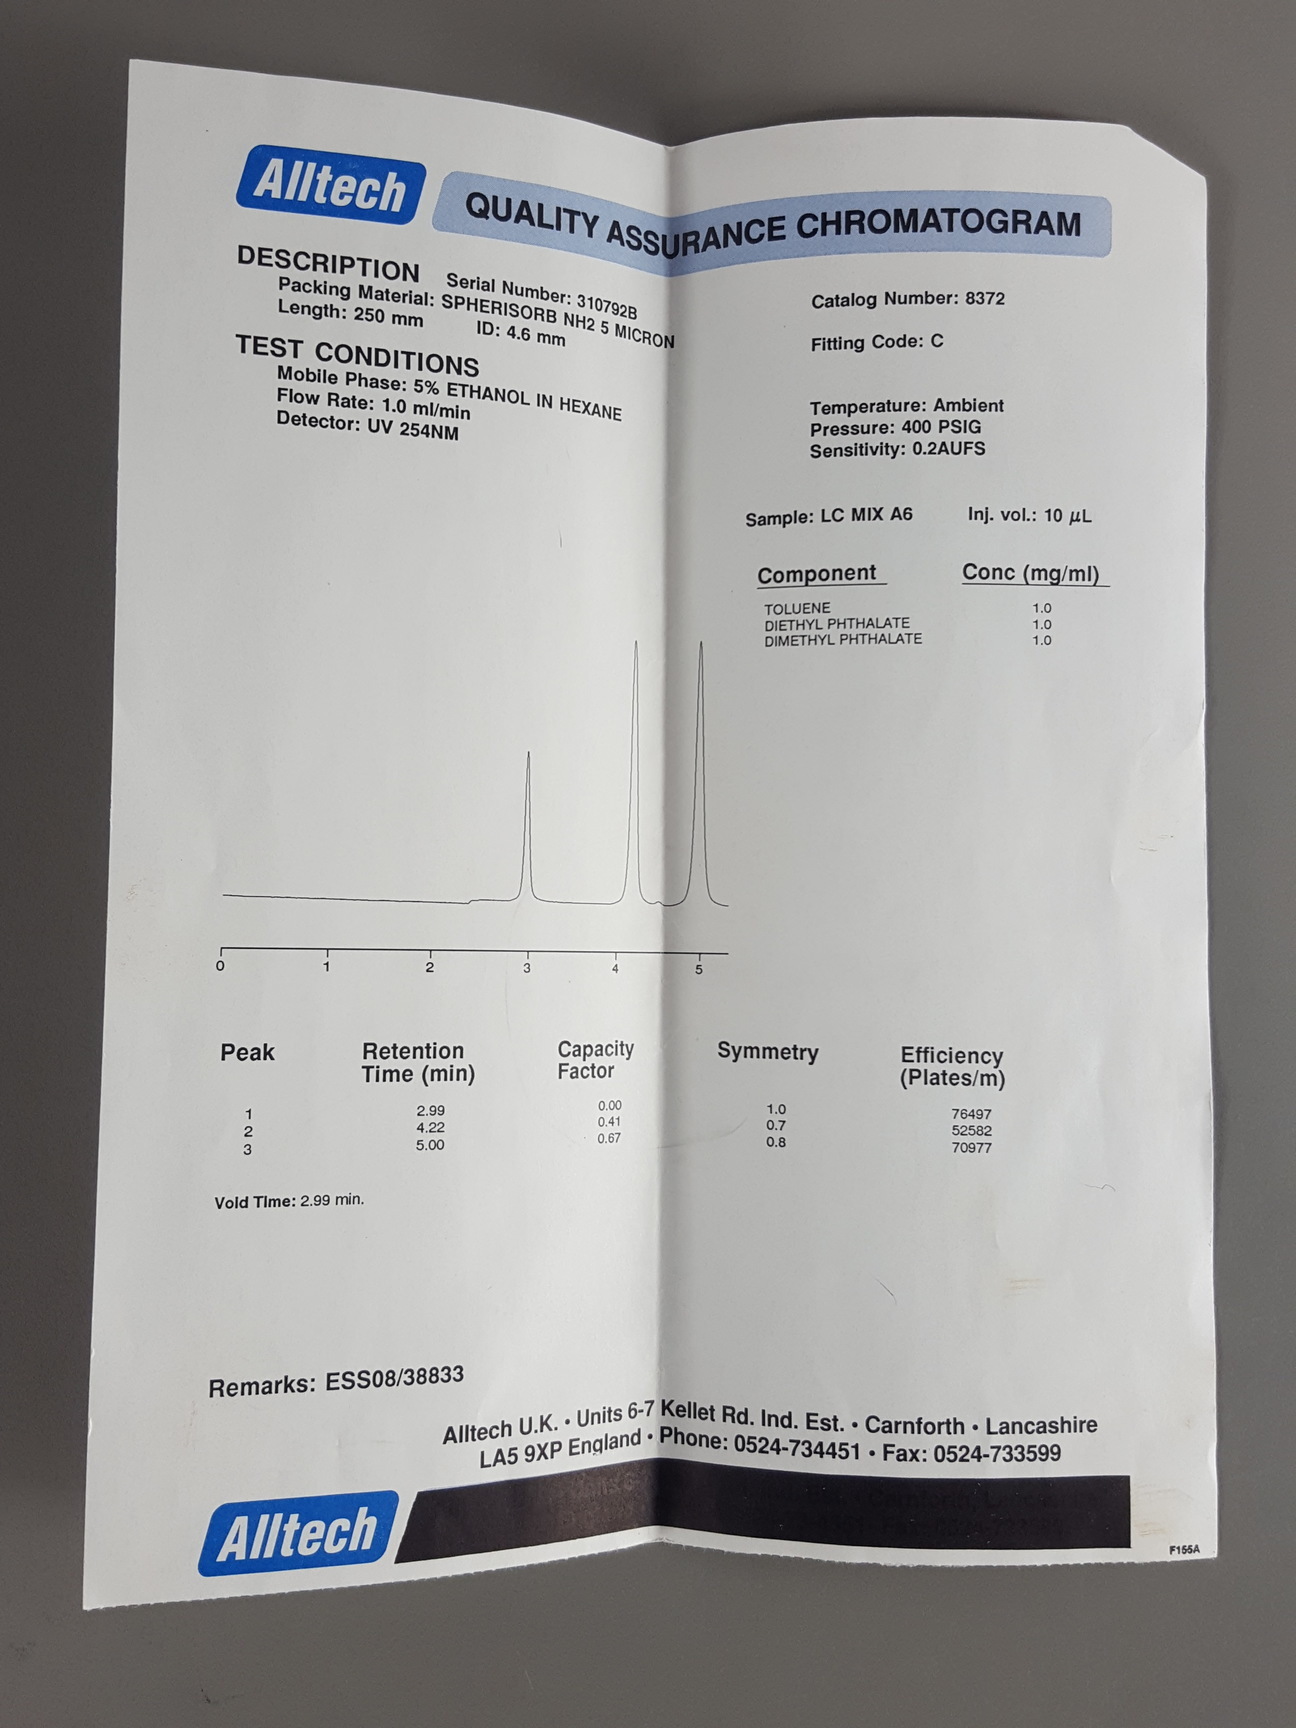 Alltech
QUALITY ASSURANCE CHROMATOGRAM
DESCRIPTION Serial Number: 310792B
Packing Material: SPHERISORB NH2 5 MICRON
Length: 250 mm ID: 4.6 mm
Catalog Number: 8372
Fitting Code: C
TEST CONDITIONS
Mobile Phase: 5% ETHANOL IN HEXANE
Flow Rate: 1.0 ml/min
Detector: UV 254NM
Temperature: Ambient
Pressure: 400 PSIG
Sensitivity: 0.2AUFS
Sample: LC MIX A6 Inj. vol.: 10 µL
Component Conc (mg/ml)
TOLUENE 1.0
DIETHYL PHTHALATE 1.0
DIMETHYL PHTHALATE 1.0
0 1 2 3 4 5
Peak Retention Time (min) Capacity Factor Symmetry Efficiency (Plates/m)
1 2.99 0.00 1.0 76497
2 4.22 0.41 0.7 52582
3 5.00 0.67 0.8 70977
Void Time: 2.99 min.
Remarks: ESS08/38833
Alltech U.K. • Units 6-7 Kellet Rd. Ind. Est. • Carnforth • Lancashire
LA5 9XP England • Phone: 0524-734451 • Fax: 0524-733599
Alltech
F155A